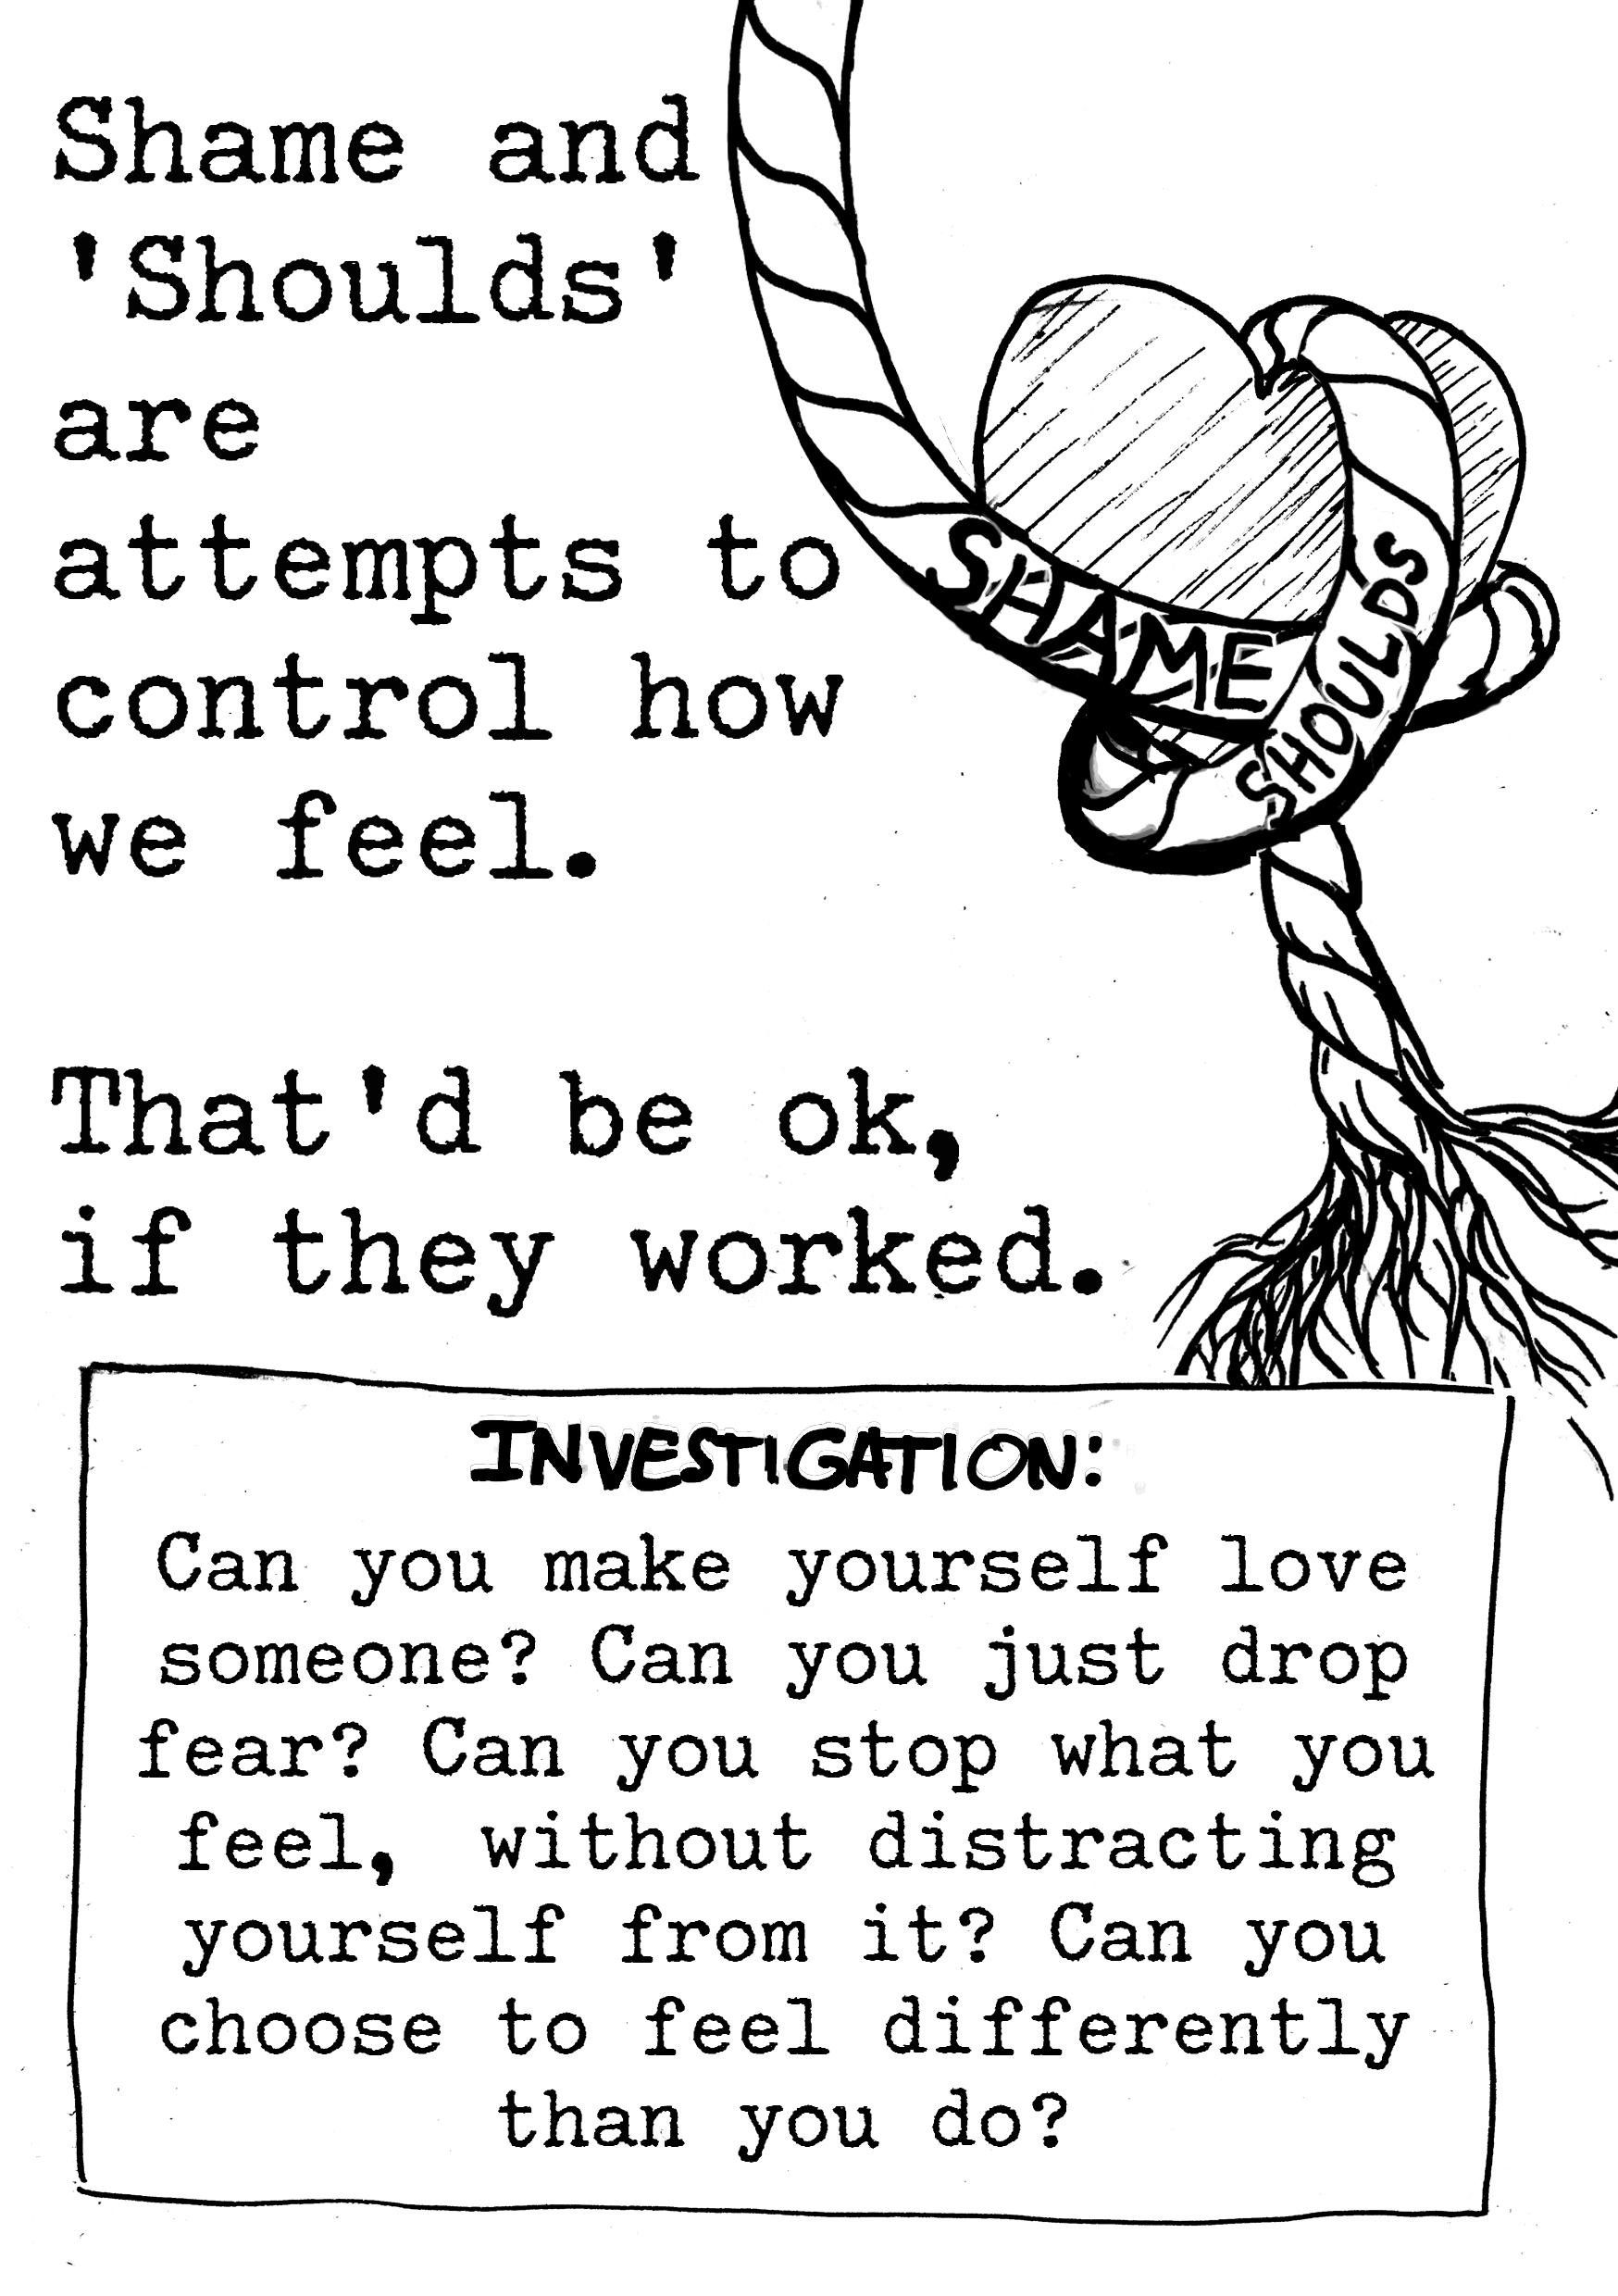 Shame and
'Shoulds'
are
attempts to
control how
we feel.
SHAME
SHOULDS
That'd be ok,
if they worked.
INVESTIGATION:
Can you make yourself love
someone? Can you just drop
fear? Can you stop what you
feel, without distracting
yourself from it? Can you
choose to feel differently
than you do?